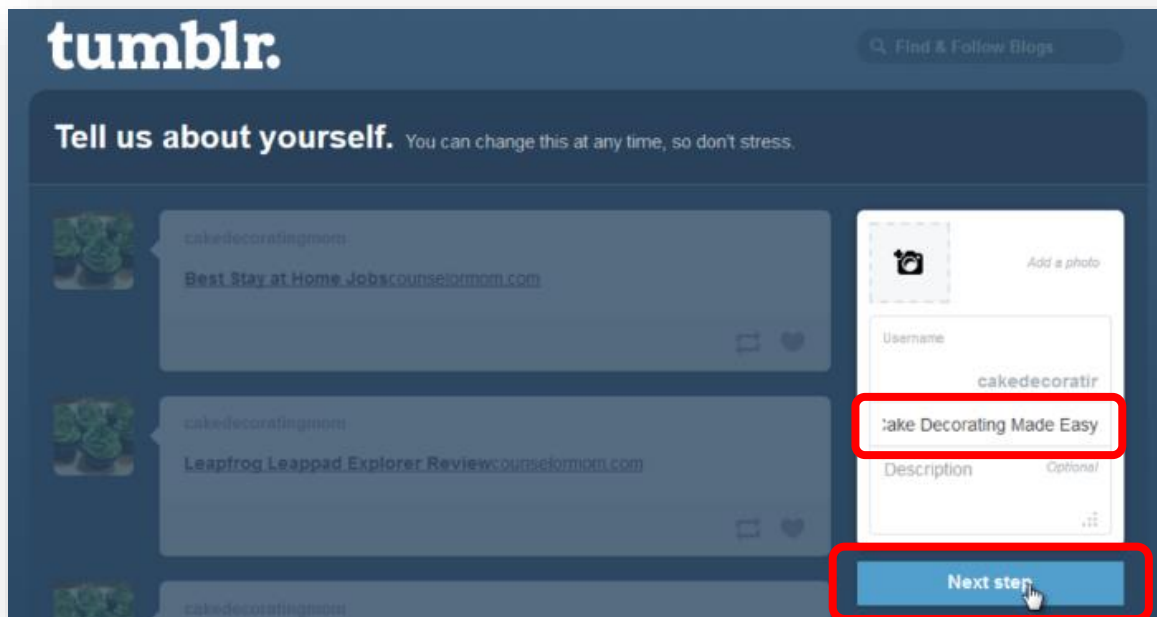 tumblr.
Find & Follow Blogs
Tell us about yourself. You can change this at any time, so don't stress.
cakedecoratingmom
Best Stay at Home Jobscounselormom.com
cakedecoratingmom
Leapfrog Leappad Explorer Reviewcounselormom.com
cakedecoratingmom
Add a photo
Username
cakedecoratir
Cake Decorating Made Easy
Description Optional
Next step